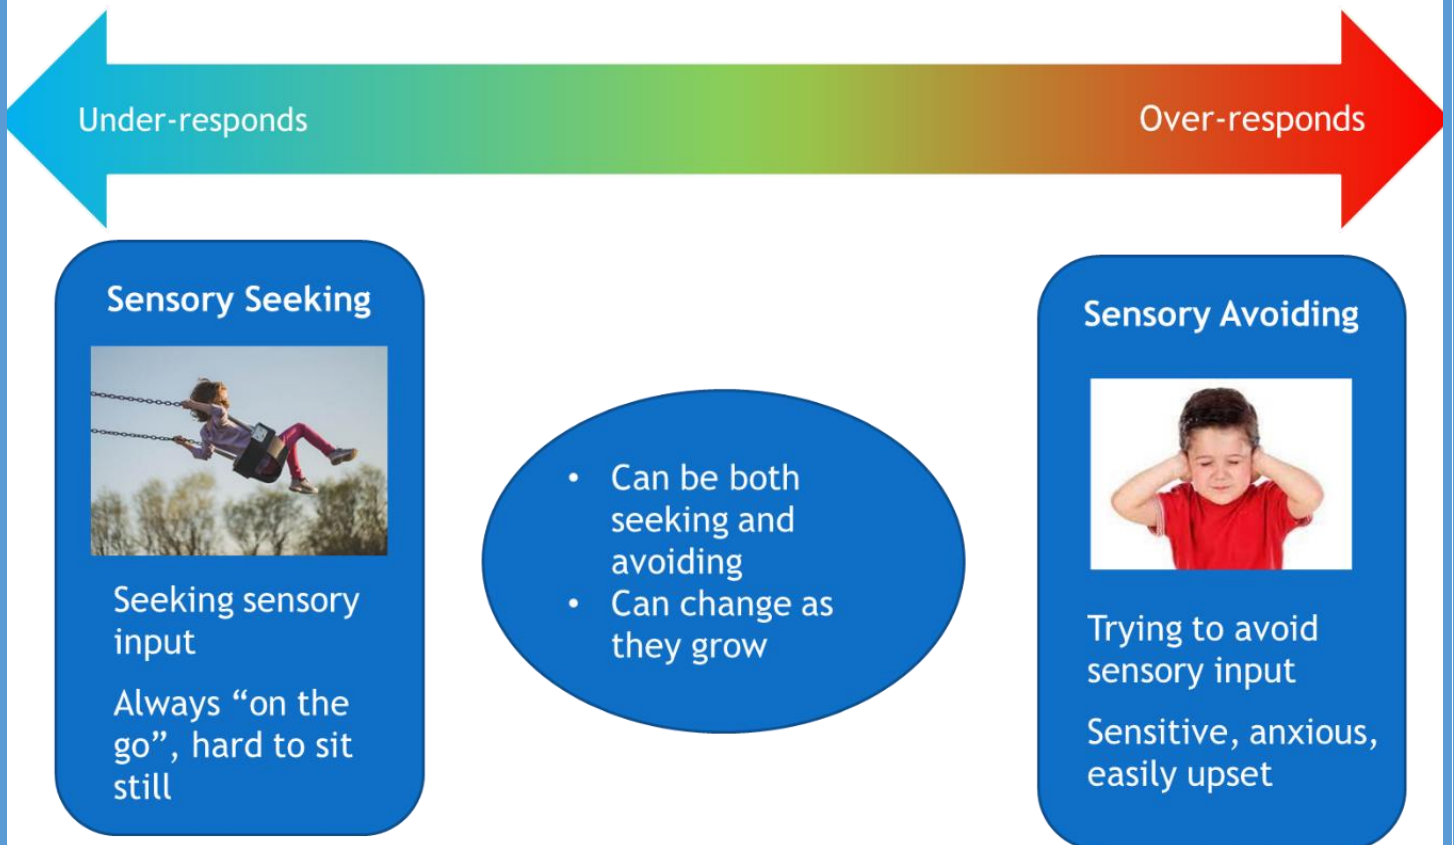 Under-responds
Over-responds
Sensory Seeking
Seeking sensory
input
Always “on the
go”, hard to sit
still
• Can be both
seeking and
avoiding
• Can change as
they grow
Sensory Avoiding
Trying to avoid
sensory input
Sensitive, anxious,
easily upset